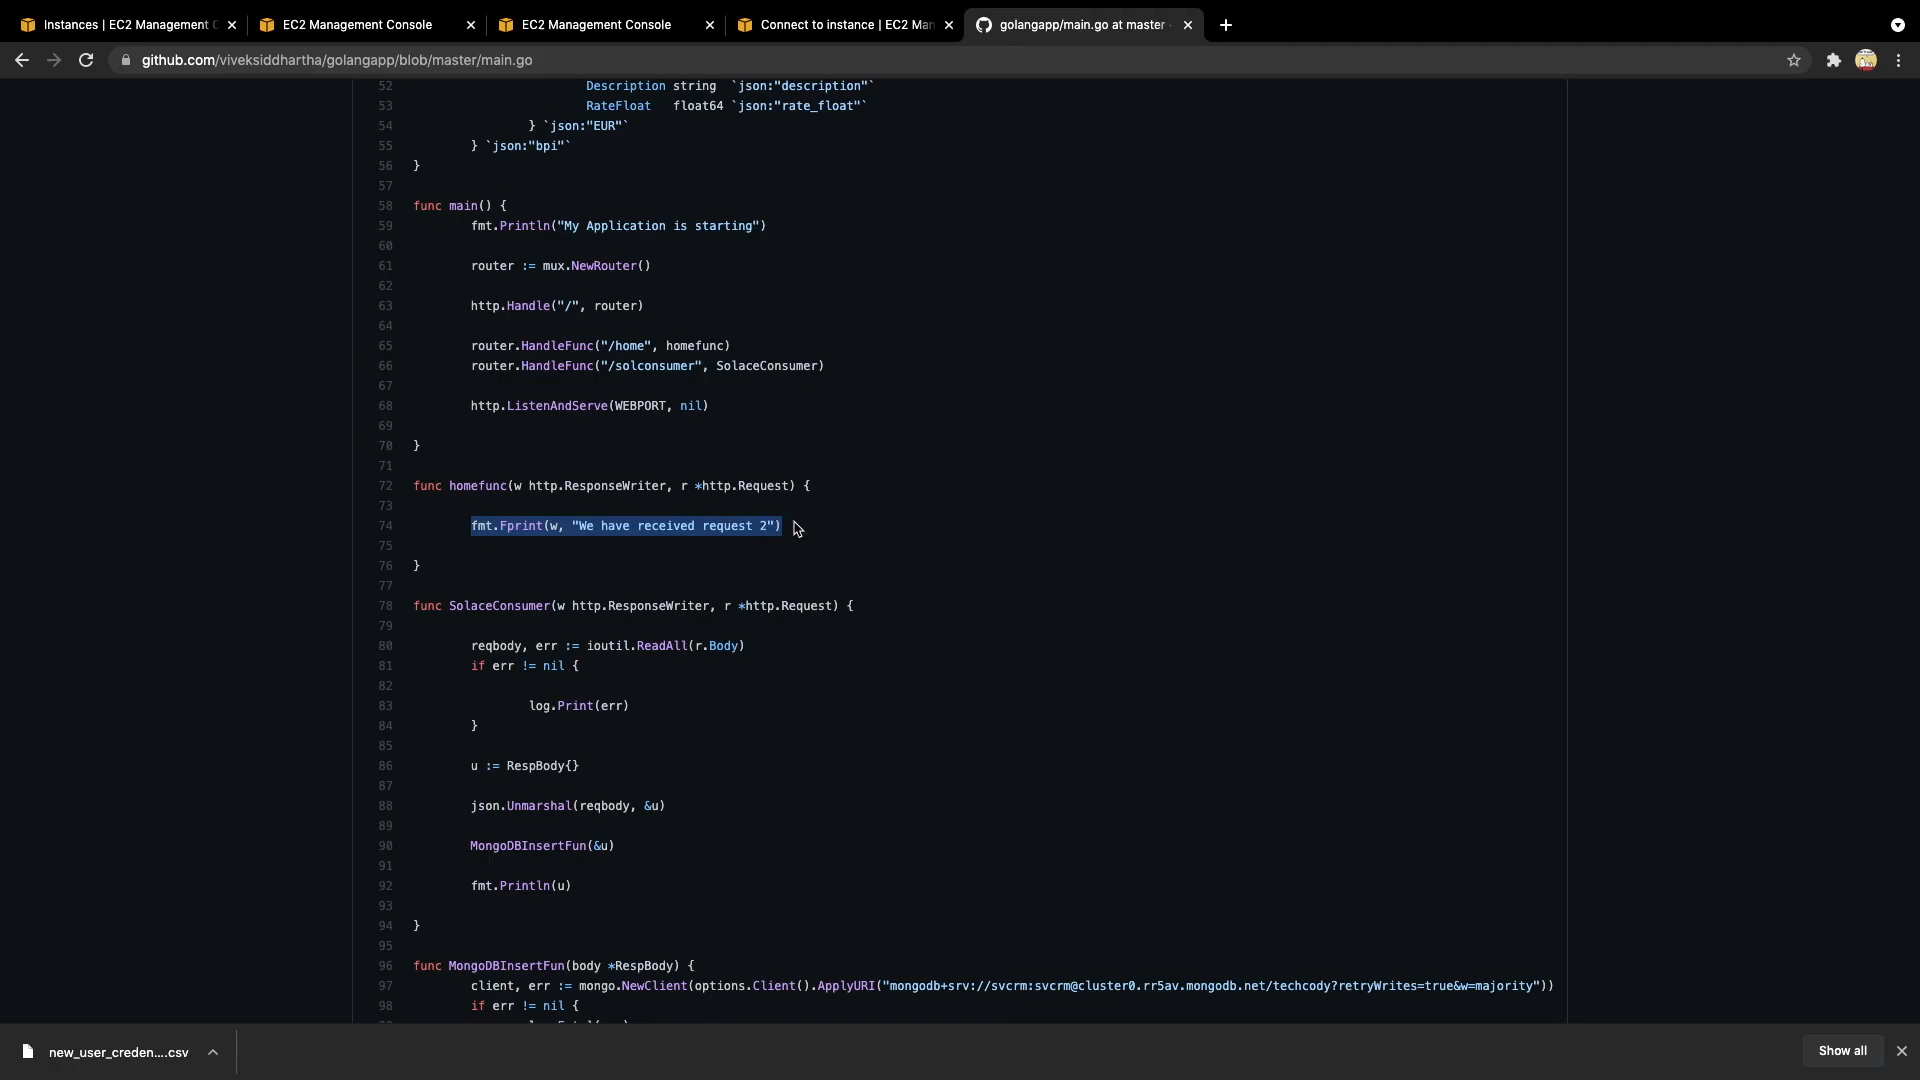 Instances | EC2 Management C
EC2 Management Console
EC2 Management Console
Connect to instance | EC2 Man
golangapp/main.go at master
github.com/viveksiddhartha/golangapp/blob/master/main.go
52 Description string `json:"description"`
53 RateFloat float64 `json:"rate_float"`
54 } `json:"EUR"`
55 } `json:"bpi"`
56 }
57
58 func main() {
59 fmt.Println("My Application is starting")
60
61 router := mux.NewRouter()
62
63 http.Handle("/", router)
64
65 router.HandleFunc("/home", homefunc)
66 router.HandleFunc("/solconsumer", SolaceConsumer)
67
68 http.ListenAndServe(WEBPORT, nil)
69
70 }
71
72 func homefunc(w http.ResponseWriter, r *http.Request) {
73
74 fmt.Fprint(w, "We have received request 2")
75
76 }
77
78 func SolaceConsumer(w http.ResponseWriter, r *http.Request) {
79
80 reqbody, err := ioutil.ReadAll(r.Body)
81 if err != nil {
82
83 log.Print(err)
84 }
85
86 u := RespBody{}
87
88 json.Unmarshal(reqbody, &u)
89
90 MongoDBInsertFun(&u)
91
92 fmt.Println(u)
93
94 }
95
96 func MongoDBInsertFun(body *RespBody) {
97 client, err := mongo.NewClient(options.Client().ApplyURI("mongodb+srv://svcrm:svcrm@cluster0.rr5av.mongodb.net/techcody?retryWrites=true&w=majority"))
98 if err != nil {
new_user_creden....csv
Show all